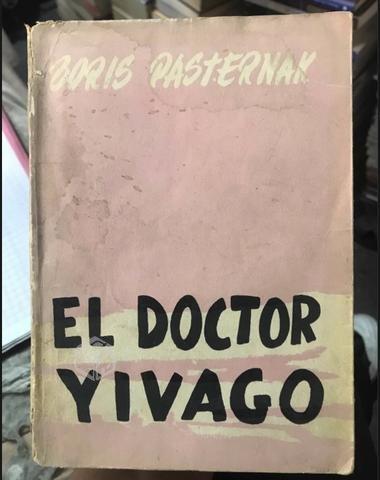 BORIS PASTERNAK
EL DOCTOR
YIVAGO